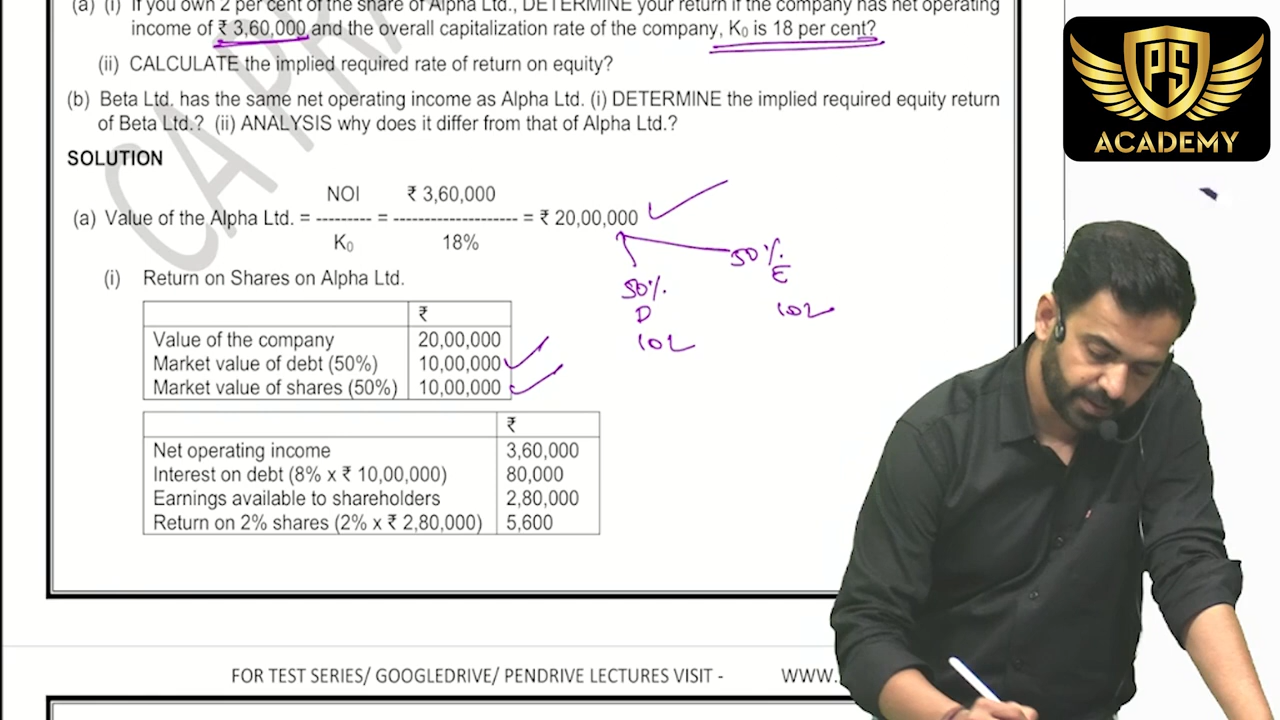 (a) (i) If you own 2 per cent of the share of Alpha Ltd., DETERMINE your return if the company has net operating
income of ₹ 3,60,000 and the overall capitalization rate of the company, K0 is 18 per cent?
(ii) CALCULATE the implied required rate of return on equity?
(b) Beta Ltd. has the same net operating income as Alpha Ltd. (i) DETERMINE the implied required equity return
of Beta Ltd.? (ii) ANALYSIS why does it differ from that of Alpha Ltd.?
SOLUTION
NOI ₹ 3,60,000
(a) Value of the Alpha Ltd. = --------- = -------------------- = ₹ 20,00,000
K0 18%
50%
E
10L
(i) Return on Shares on Alpha Ltd.
50%
D
10L
₹
Value of the company 20,00,000
Market value of debt (50%) 10,00,000
Market value of shares (50%) 10,00,000
₹
Net operating income 3,60,000
Interest on debt (8% x ₹ 10,00,000) 80,000
Earnings available to shareholders 2,80,000
Return on 2% shares (2% x ₹ 2,80,000) 5,600
FOR TEST SERIES/ GOOGLEDRIVE/ PENDRIVE LECTURES VISIT - WWW.
PS
ACADEMY